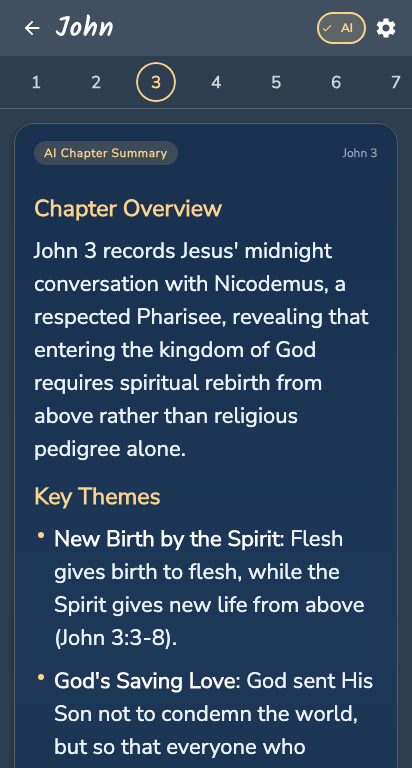 John
AI
1 2 3 4 5 6 7
AI Chapter Summary
John 3
Chapter Overview
John 3 records Jesus' midnight
conversation with Nicodemus, a
respected Pharisee, revealing that
entering the kingdom of God
requires spiritual rebirth from
above rather than religious
pedigree alone.
Key Themes
• New Birth by the Spirit: Flesh
gives birth to flesh, while the
Spirit gives new life from above
(John 3:3-8).
• God's Saving Love: God sent His
Son not to condemn the world,
but so that everyone who